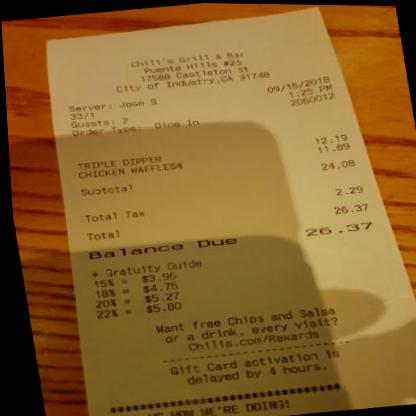 Chili's Grill & Bar
Puente Hills #25
17588 Castleton St
City of Industry,CA 91748
09/15/2018
Server: Jose S 1:25 PM
33/1 2050012
Guests: 2
Order Type: Dine In
TRIPLE DIPPER 12.19
CHICKEN WAFFLES4 11.89
Subtotal 24.08
Total Tax 2.29
Total 26.37
Balance Due 26.37
* Gratuity Guide
15% = $3.96
18% = $4.75
20% = $5.27
22% = $5.80
Want free Chips and Salsa
or a drink, every visit?
Chilis.com/Rewards
Gift Card activation is
delayed by 4 hours.
HOW WE'RE DOING!